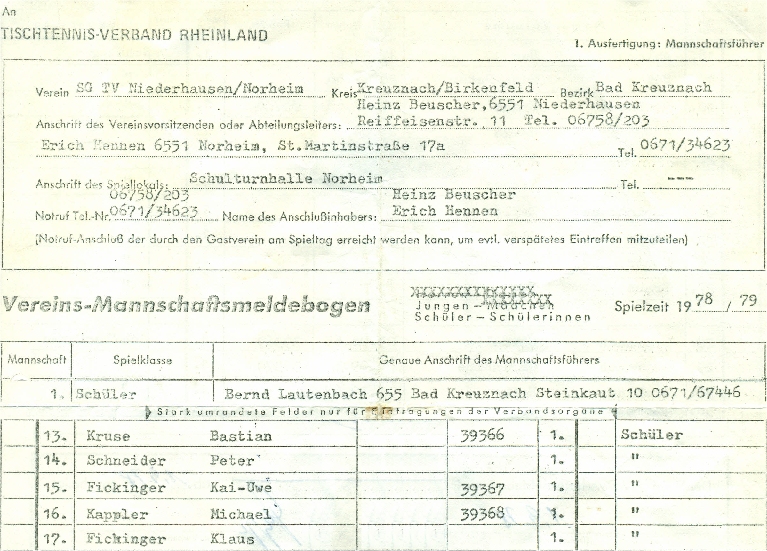 An
TISCHTENNIS-VERBAND RHEINLAND
1. Ausfertigung: Mannschaftsführer
Verein SG TV Niederhausen/Norheim Kreis Kreuznach/Birkenfeld Bezirk Bad Kreuznach
Heinz Beuscher,6551 Niederhausen
Anschrift des Vereinsvorsitzenden oder Abteilungsleiters: Reiffeisenstr. 11 Tel. 06758/203
Erich Hennen 6551 Norheim, St.Martinstraße 17a Tel. 0671/34623
Anschrift des Spiellokals: Schulturnhalle Norheim Tel.
06758/203 Heinz Beuscher
Notruf Tel.-Nr. 0671/34623 Name des Anschlußinhabers: Erich Hennen
(Notruf-Anschluß der durch den Gastverein am Spieltag erreicht werden kann, um evtl. verspätetes Eintreffen mitzuteilen)
Vereins-Mannschaftsmeldebogen
Jungen – Mädchen
Schüler – Schülerinnen
Spielzeit 1978 / 79
Mannschaft Spielklasse Genaue Anschrift des Mannschaftsführers
1. Schüler Bernd Lautenbach 655 Bad Kreuznach Steinkaut 10 0671/67446
Stark umrandete Felder nur für Eintragungen der Verbandsorgane
13. Kruse Bastian 39366 1. Schüler
14. Schneider Peter 1. "
15. Fickinger Kai-Uwe 39367 1. "
16. Kappler Michael 39368 1. "
17. Fickinger Klaus 1. "